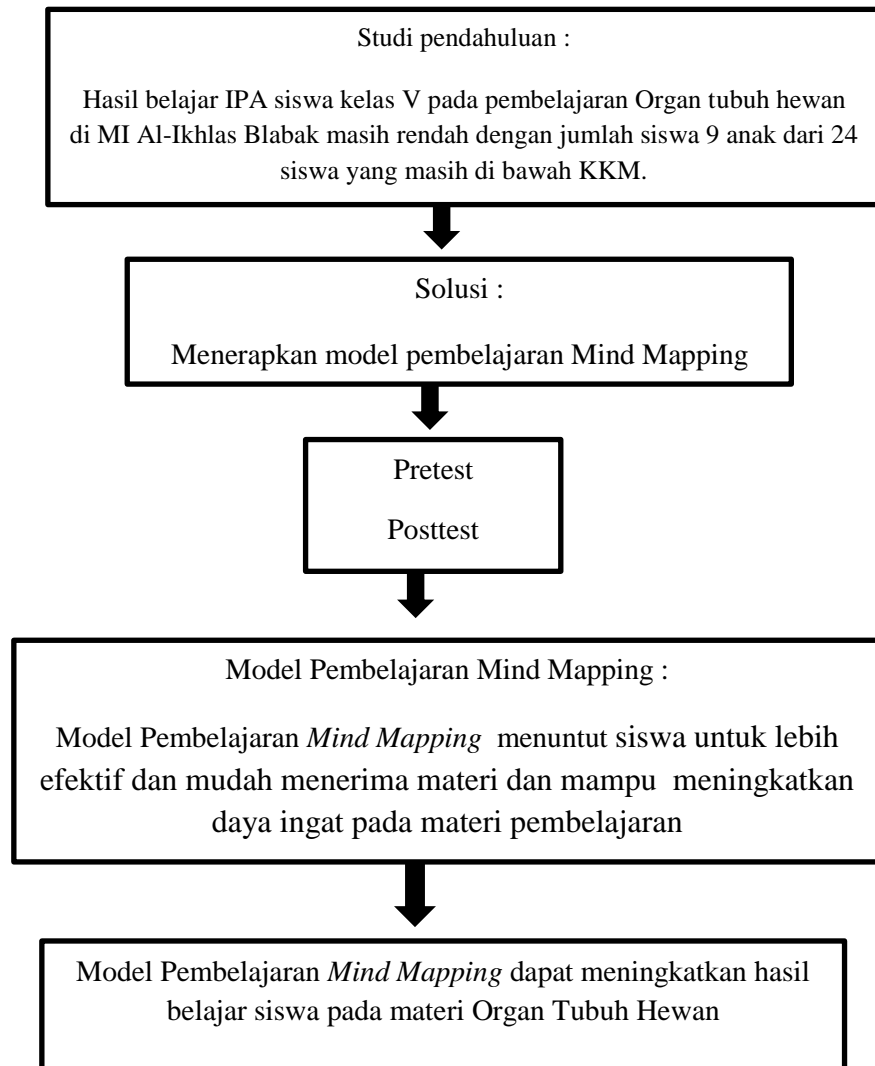 Studi pendahuluan :
Hasil belajar IPA siswa kelas V pada pembelajaran Organ tubuh hewan
di MI Al-Ikhlas Blabak masih rendah dengan jumlah siswa 9 anak dari 24
siswa yang masih di bawah KKM.
Solusi :
Menerapkan model pembelajaran Mind Mapping
Pretest
Posttest
Model Pembelajaran Mind Mapping :
Model Pembelajaran Mind Mapping menuntut siswa untuk lebih
efektif dan mudah menerima materi dan mampu meningkatkan
daya ingat pada materi pembelajaran
Model Pembelajaran Mind Mapping dapat meningkatkan hasil
belajar siswa pada materi Organ Tubuh Hewan